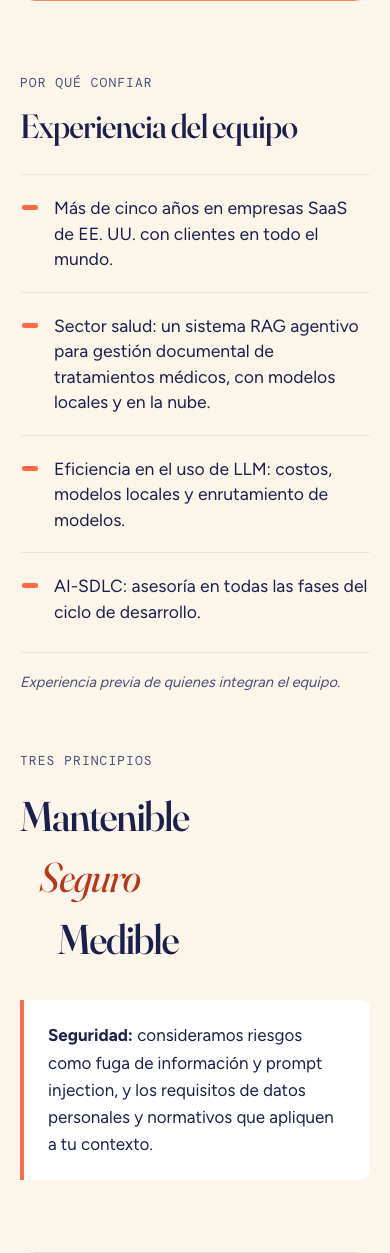 POR QUÉ CONFIAR
Experiencia del equipo
Más de cinco años en empresas SaaS
de EE. UU. con clientes en todo el
mundo.
Sector salud: un sistema RAG agentivo
para gestión documental de
tratamientos médicos, con modelos
locales y en la nube.
Eficiencia en el uso de LLM: costos,
modelos locales y enrutamiento de
modelos.
AI-SDLC: asesoría en todas las fases del
ciclo de desarrollo.
Experiencia previa de quienes integran el equipo.
TRES PRINCIPIOS
Mantenible
Seguro
Medible
Seguridad: consideramos riesgos
como fuga de información y prompt
injection, y los requisitos de datos
personales y normativos que apliquen
a tu contexto.